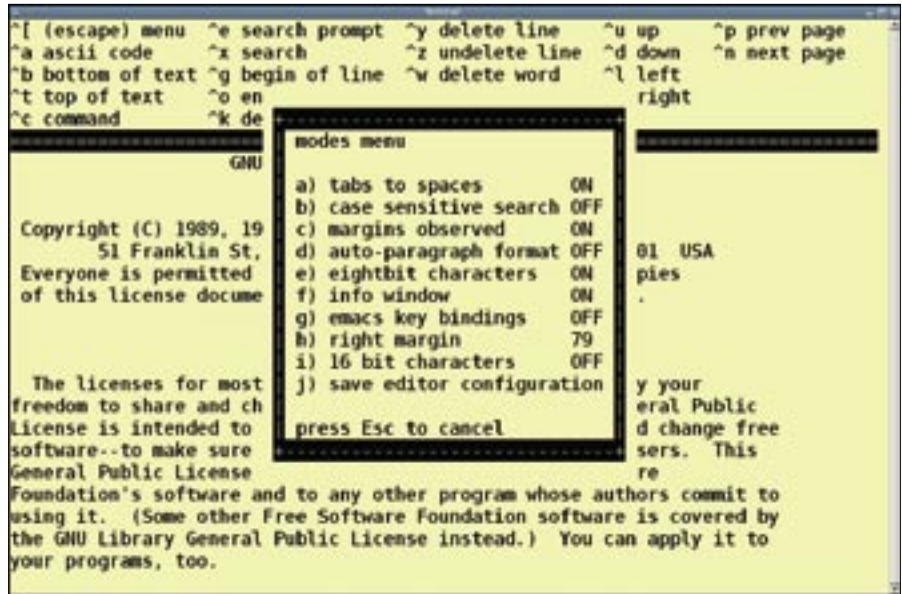 ^[ (escape) menu  ^e search prompt  ^y delete line    ^u up     ^p prev page
^a ascii code     ^x search         ^z undelete line  ^d down   ^n next page
^b bottom of text ^g begin of line  ^w delete word    ^l left
^t top of text    ^o en                                  right
^c command        ^k de
modes menu
GNU
a) tabs to spaces          ON
b) case sensitive search OFF
Copyright (C) 1989, 19
c) margins observed        ON
51 Franklin St,
d) auto-paragraph format OFF
01  USA
Everyone is permitted
e) eightbit characters     ON
pies
of this license docume
f) info window             ON
.
g) emacs key bindings      OFF
h) right margin            79
i) 16 bit characters       OFF
The licenses for most
j) save editor configuration
y your
freedom to share and ch
eral Public
License is intended to
press Esc to cancel
d change free
software--to make sure
sers.  This
General Public License
re
Foundation's software and to any other program whose authors commit to
using it.  (Some other Free Software Foundation software is covered by
the GNU Library General Public License instead.)  You can apply it to
your programs, too.